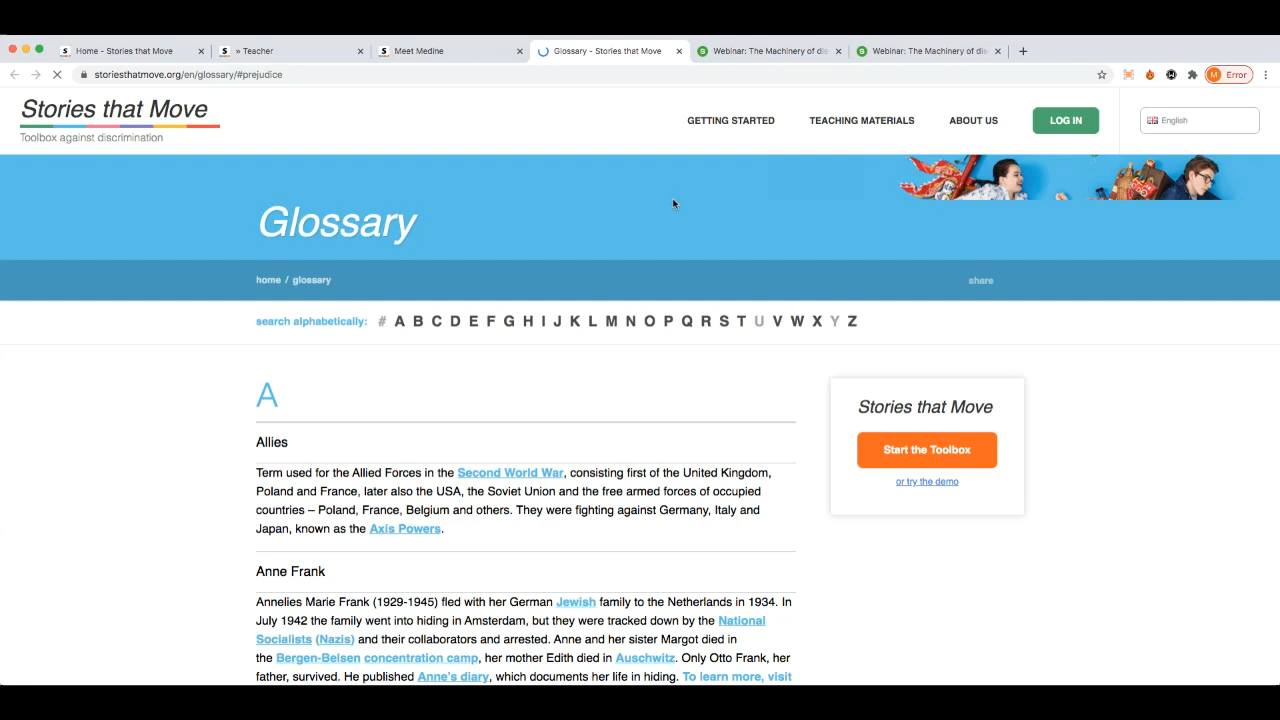 Home - Stories that Move
» Teacher
Meet Medine
Glossary - Stories that Move
Webinar: The Machinery of dis
Webinar: The Machinery of dis
storiesthatmove.org/en/glossary/#prejudice
M Error
Stories that Move
Toolbox against discrimination
GETTING STARTED
TEACHING MATERIALS
ABOUT US
LOG IN
English
Glossary
home / glossary
share
search alphabetically: # A B C D E F G H I J K L M N O P Q R S T U V W X Y Z
A
Allies
Term used for the Allied Forces in the Second World War, consisting first of the United Kingdom,
Poland and France, later also the USA, the Soviet Union and the free armed forces of occupied
countries – Poland, France, Belgium and others. They were fighting against Germany, Italy and
Japan, known as the Axis Powers.
Anne Frank
Annelies Marie Frank (1929-1945) fled with her German Jewish family to the Netherlands in 1934. In
July 1942 the family went into hiding in Amsterdam, but they were tracked down by the National
Socialists (Nazis) and their collaborators and arrested. Anne and her sister Margot died in
the Bergen-Belsen concentration camp, her mother Edith died in Auschwitz. Only Otto Frank, her
father, survived. He published Anne's diary, which documents her life in hiding. To learn more, visit
Stories that Move
Start the Toolbox
or try the demo